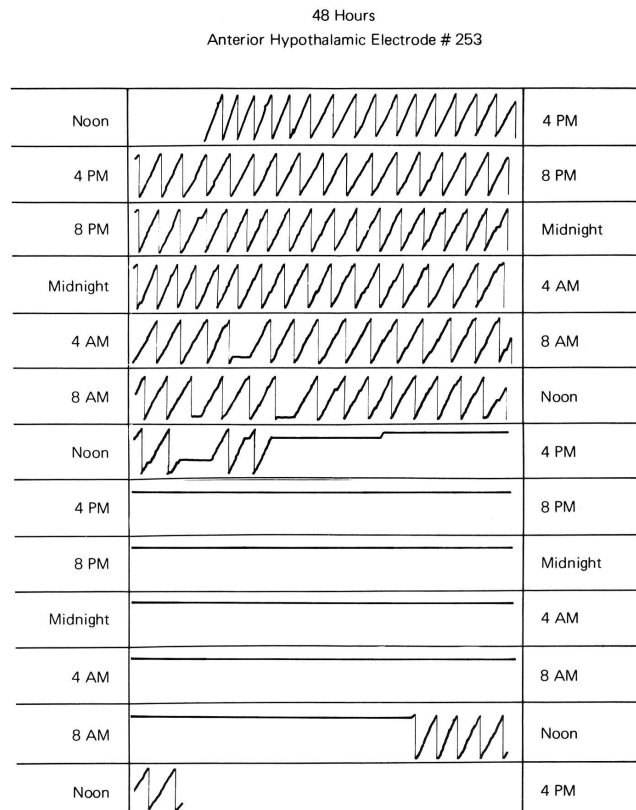 48 Hours
Anterior Hypothalamic Electrode # 253
Noon 4 PM
4 PM 8 PM
8 PM Midnight
Midnight 4 AM
4 AM 8 AM
8 AM Noon
Noon 4 PM
4 PM 8 PM
8 PM Midnight
Midnight 4 AM
4 AM 8 AM
8 AM Noon
Noon 4 PM